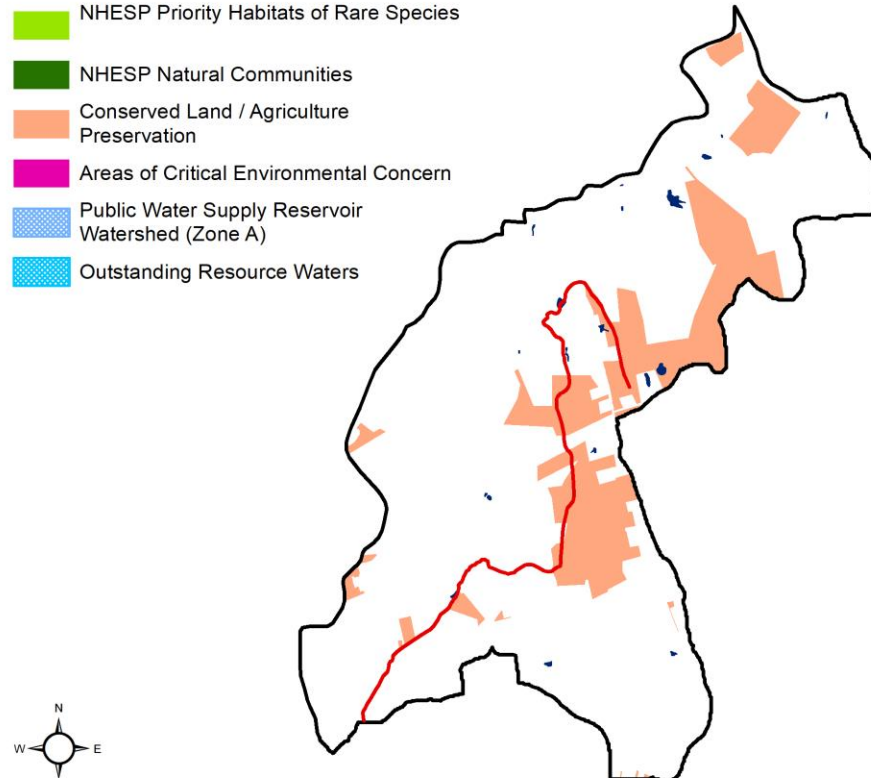 NHESP Priority Habitats of Rare Species
NHESP Natural Communities
Conserved Land / Agriculture
Preservation
Areas of Critical Environmental Concern
Public Water Supply Reservoir
Watershed (Zone A)
Outstanding Resource Waters
N
W
E
S